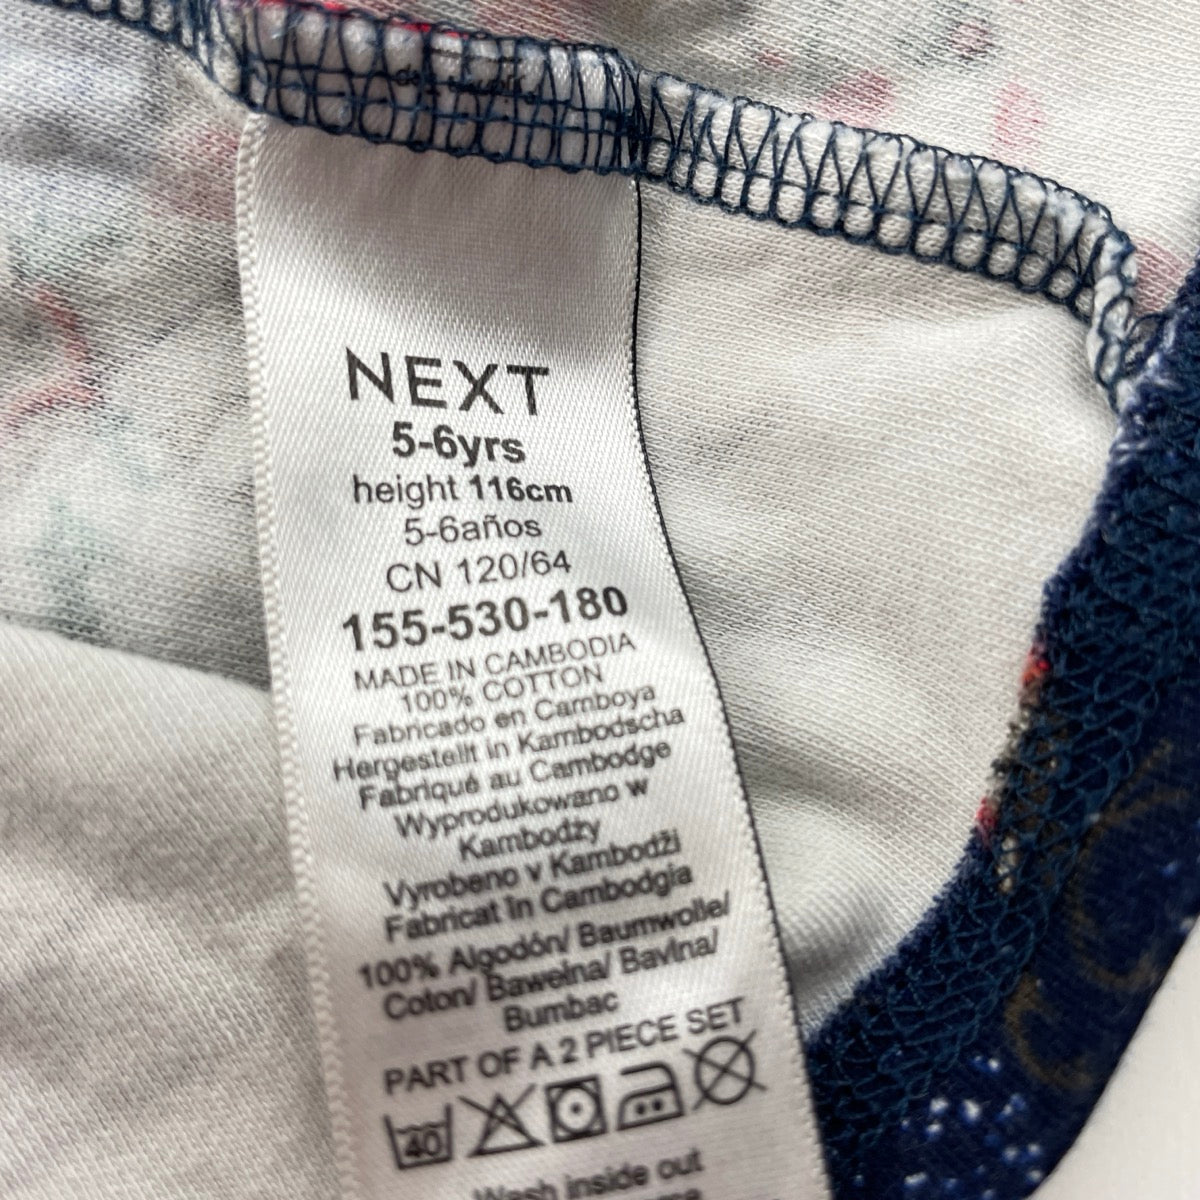 NEXT
5-6yrs
height 116cm
5-6años
CN 120/64
155-530-180
MADE IN CAMBODIA
100% COTTON
Fabricado en Camboya
Hergestellt in Kambodscha
Fabriqué au Cambodge
Wyprodukowano w
Kambodży
Vyrobeno v Kambodži
Fabricat în Cambodgia
100% Algodón/ Baumwolle/
Coton/ Bawełna/ Bavlna/
Bumbac
PART OF A 2 PIECE SET
40
Wash inside out